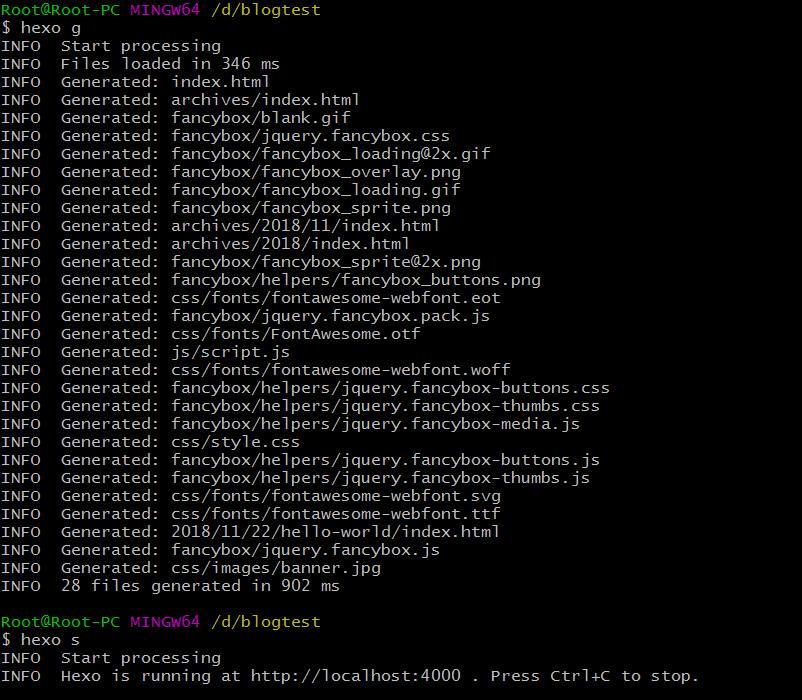 Root@Root-PC MINGW64 /d/blogtest
$ hexo g
INFO  Start processing
INFO  Files loaded in 346 ms
INFO  Generated: index.html
INFO  Generated: archives/index.html
INFO  Generated: fancybox/blank.gif
INFO  Generated: fancybox/jquery.fancybox.css
INFO  Generated: fancybox/fancybox_loading@2x.gif
INFO  Generated: fancybox/fancybox_overlay.png
INFO  Generated: fancybox/fancybox_loading.gif
INFO  Generated: fancybox/fancybox_sprite.png
INFO  Generated: archives/2018/11/index.html
INFO  Generated: archives/2018/index.html
INFO  Generated: fancybox/fancybox_sprite@2x.png
INFO  Generated: fancybox/helpers/fancybox_buttons.png
INFO  Generated: css/fonts/fontawesome-webfont.eot
INFO  Generated: fancybox/jquery.fancybox.pack.js
INFO  Generated: css/fonts/FontAwesome.otf
INFO  Generated: js/script.js
INFO  Generated: css/fonts/fontawesome-webfont.woff
INFO  Generated: fancybox/helpers/jquery.fancybox-buttons.css
INFO  Generated: fancybox/helpers/jquery.fancybox-thumbs.css
INFO  Generated: fancybox/helpers/jquery.fancybox-media.js
INFO  Generated: css/style.css
INFO  Generated: fancybox/helpers/jquery.fancybox-buttons.js
INFO  Generated: fancybox/helpers/jquery.fancybox-thumbs.js
INFO  Generated: css/fonts/fontawesome-webfont.svg
INFO  Generated: css/fonts/fontawesome-webfont.ttf
INFO  Generated: 2018/11/22/hello-world/index.html
INFO  Generated: fancybox/jquery.fancybox.js
INFO  Generated: css/images/banner.jpg
INFO  28 files generated in 902 ms
Root@Root-PC MINGW64 /d/blogtest
$ hexo s
INFO  Start processing
INFO  Hexo is running at http://localhost:4000 . Press Ctrl+C to stop.